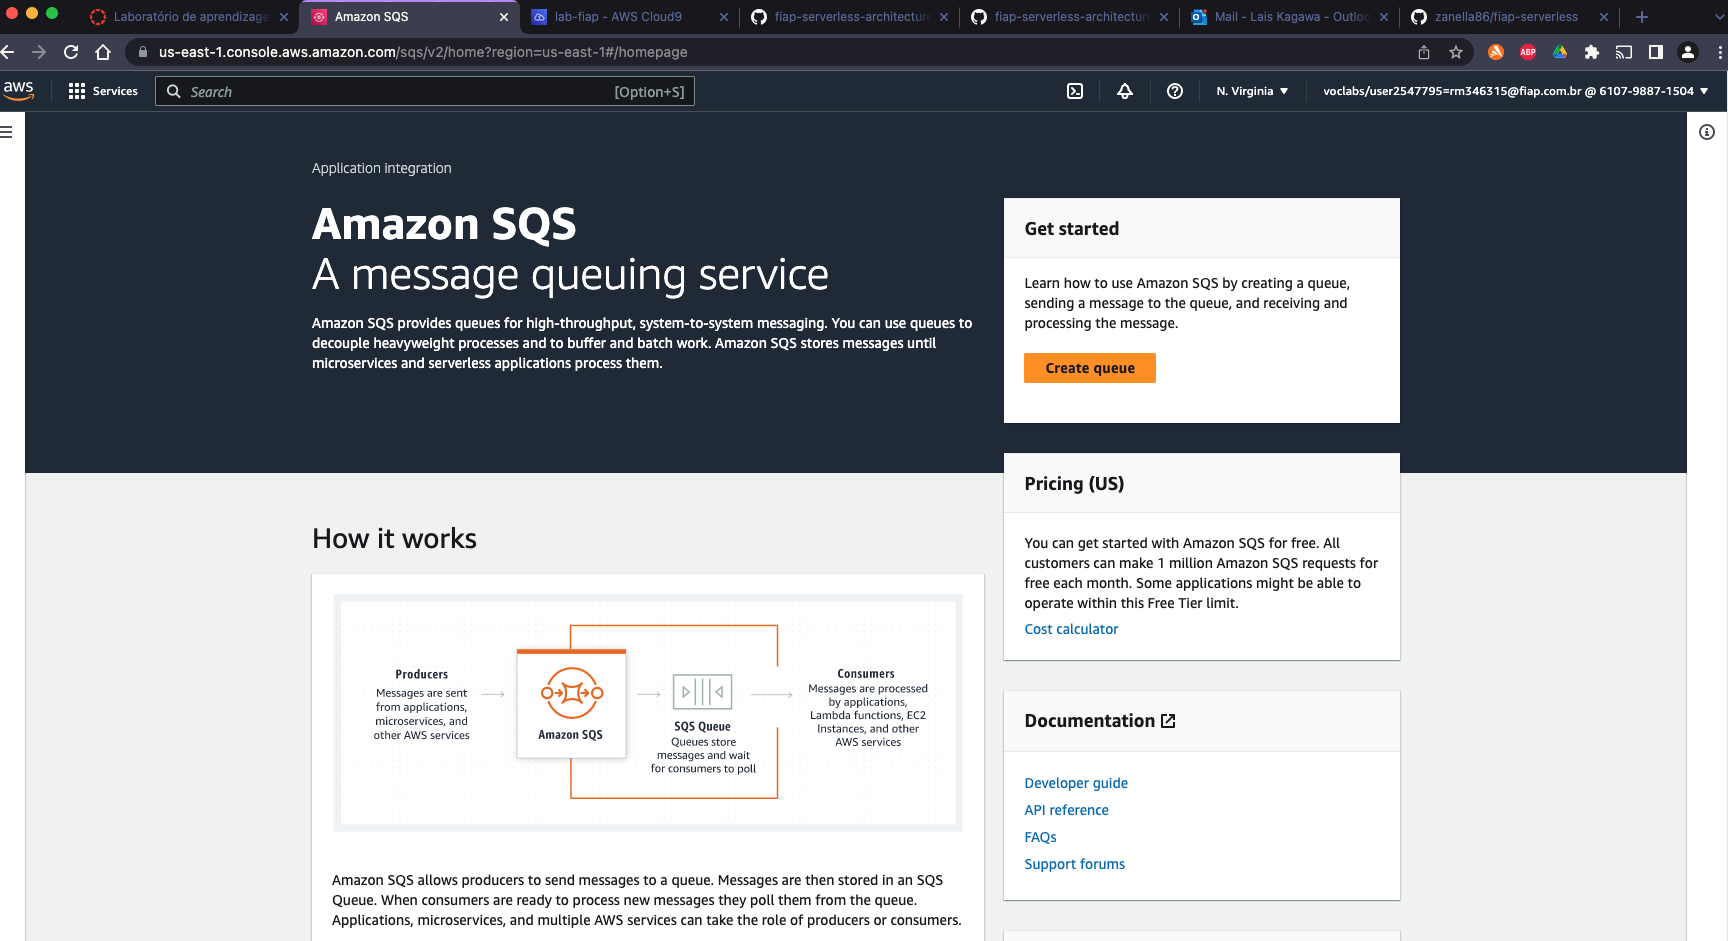 Laboratório de aprendizage
Amazon SQS
lab-fiap - AWS Cloud9
fiap-serverless-architecture
fiap-serverless-architecture
Mail - Lais Kagawa - Outloo
zanella86/fiap-serverless
us-east-1.console.aws.amazon.com/sqs/v2/home?region=us-east-1#/homepage
ABP
aws
Services
Search
[Option+S]
N. Virginia
voclabs/user2547795=rm346315@fiap.com.br @ 6107-9887-1504
Application integration
Amazon SQS
A message queuing service
Amazon SQS provides queues for high-throughput, system-to-system messaging. You can use queues to
decouple heavyweight processes and to buffer and batch work. Amazon SQS stores messages until
microservices and serverless applications process them.
Get started
Learn how to use Amazon SQS by creating a queue,
sending a message to the queue, and receiving and
processing the message.
Create queue
Pricing (US)
You can get started with Amazon SQS for free. All
customers can make 1 million Amazon SQS requests for
free each month. Some applications might be able to
operate within this Free Tier limit.
Cost calculator
How it works
Producers
Messages are sent
from applications,
microservices, and
other AWS services
Amazon SQS
SQS Queue
Queues store
messages and wait
for consumers to poll
Consumers
Messages are processed
by applications,
Lambda functions, EC2
Instances, and other
AWS services
Documentation
Developer guide
API reference
FAQs
Support forums
Amazon SQS allows producers to send messages to a queue. Messages are then stored in an SQS
Queue. When consumers are ready to process new messages they poll them from the queue.
Applications, microservices, and multiple AWS services can take the role of producers or consumers.